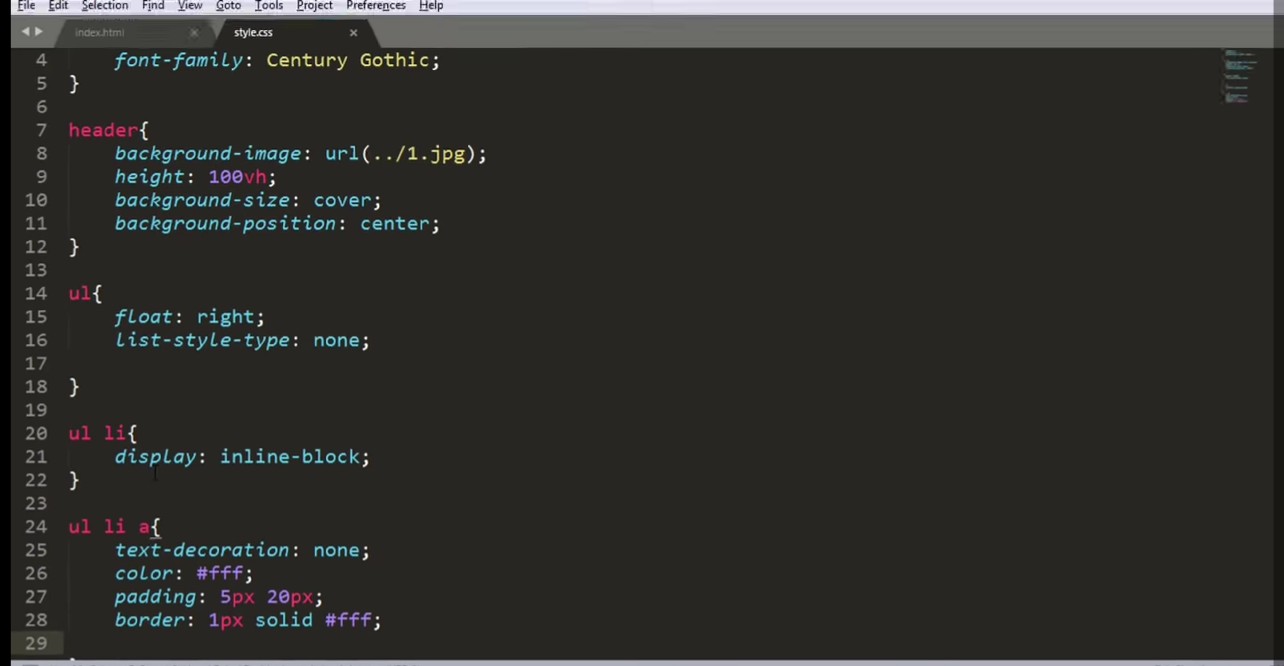 File Edit Selection Find View Goto Tools Project Preferences Help
index.html × style.css ×
4 font-family: Century Gothic;
5 }
6
7 header{
8 background-image: url(../1.jpg);
9 height: 100vh;
10 background-size: cover;
11 background-position: center;
12 }
13
14 ul{
15 float: right;
16 list-style-type: none;
17
18 }
19
20 ul li{
21 display: inline-block;
22 }
23
24 ul li a{
25 text-decoration: none;
26 color: #fff;
27 padding: 5px 20px;
28 border: 1px solid #fff;
29